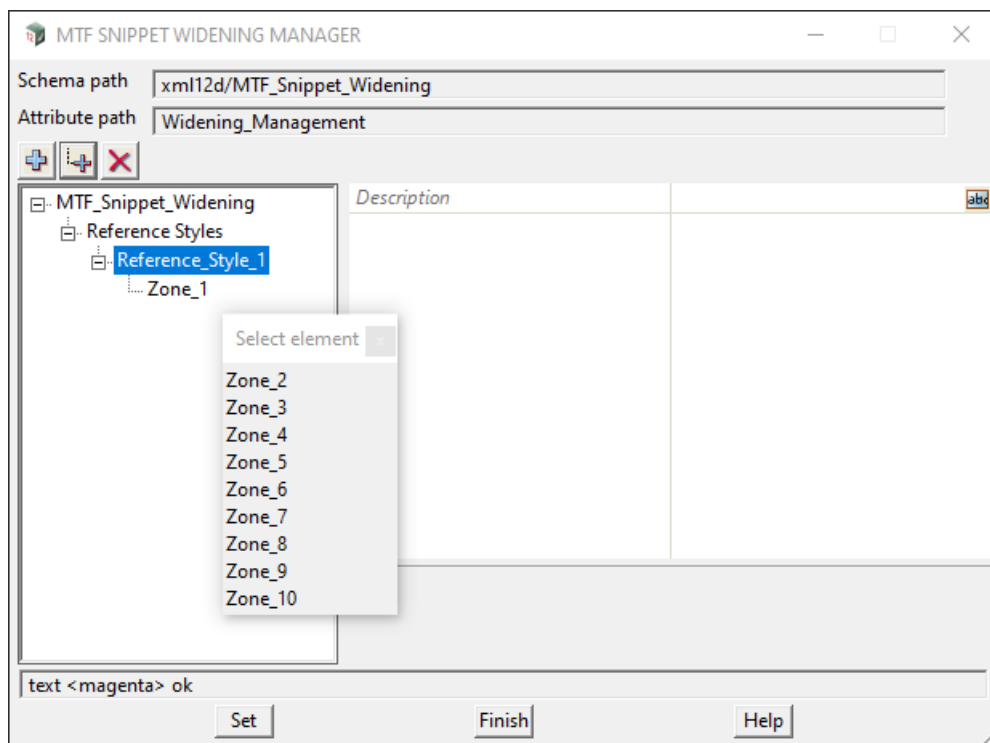 MTF SNIPPET WIDENING MANAGER
Schema path xml12d/MTF_Snippet_Widening
Attribute path Widening_Management
MTF_Snippet_Widening
Reference Styles
Reference_Style_1
Zone_1
Description
abc
Select element x
Zone_2
Zone_3
Zone_4
Zone_5
Zone_6
Zone_7
Zone_8
Zone_9
Zone_10
text <magenta> ok
Set Finish Help